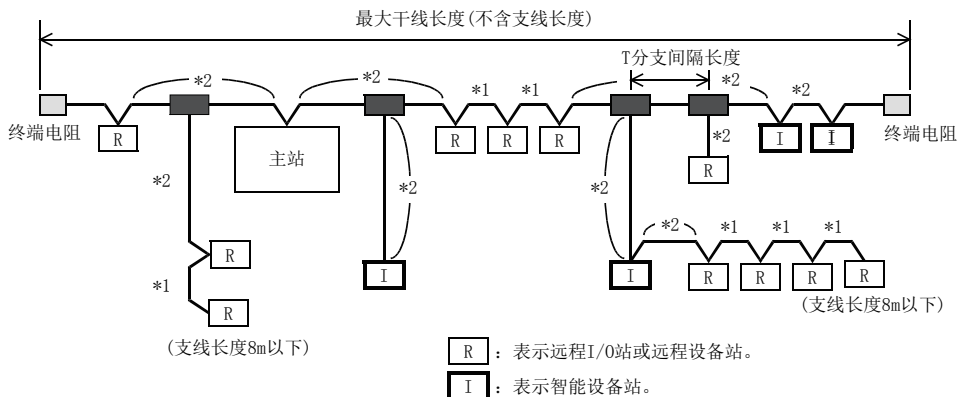 最大干线长度(不含支线长度)
T分支间隔长度
*2
*2
*1
*1
*2
*2
终端电阻
R
主站
R
R
R
*2
R
I
I
终端电阻
*2
*2
*2
*2
*1
*1
*1
R
*1
R
I
I
R
R
R
R
(支线长度8m以下)
(支线长度8m以下)
R ：表示远程I/O站或远程设备站。
I ：表示智能设备站。